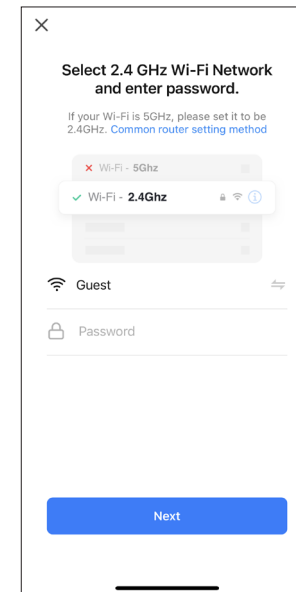 Select 2.4 GHz Wi-Fi Network
and enter password.
If your Wi-Fi is 5GHz, please set it to be
2.4GHz. Common router setting method
Wi-Fi - 5Ghz
Wi-Fi - 2.4Ghz
Guest
Password
Next